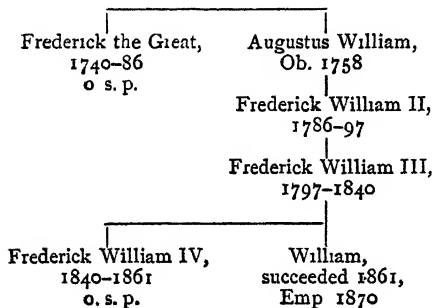 Frederick the Great,
1740–86
o s. p.
Augustus William,
Ob. 1758
Frederick William II,
1786–97
Frederick William III,
1797–1840
Frederick William IV,
1840–1861
o. s. p.
William,
succeeded 1861,
Emp 1870